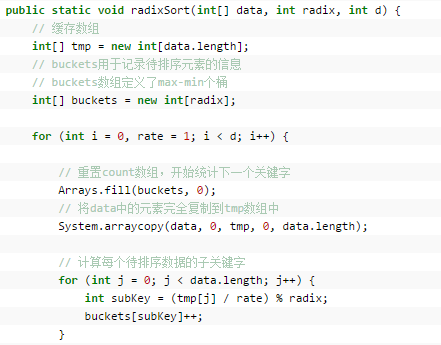 public static void radixSort(int[] data, int radix, int d) {
// 缓存数组
int[] tmp = new int[data.length];
// buckets用于记录待排序元素的信息
// buckets数组定义了max-min个桶
int[] buckets = new int[radix];
for (int i = 0, rate = 1; i < d; i++) {
// 重置count数组，开始统计下一个关键字
Arrays.fill(buckets, 0);
// 将data中的元素完全复制到tmp数组中
System.arraycopy(data, 0, tmp, 0, data.length);
// 计算每个待排序数据的子关键字
for (int j = 0; j < data.length; j++) {
int subKey = (tmp[j] / rate) % radix;
buckets[subKey]++;
}